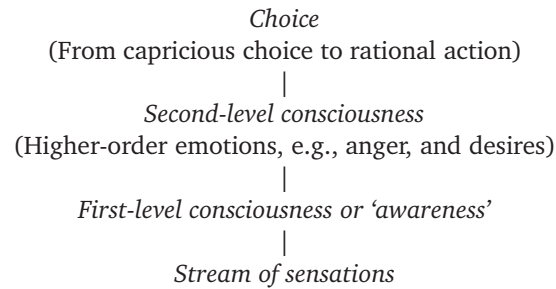 Choice
(From capricious choice to rational action)
Second-level consciousness
(Higher-order emotions, e.g., anger, and desires)
First-level consciousness or ‘awareness’
Stream of sensations